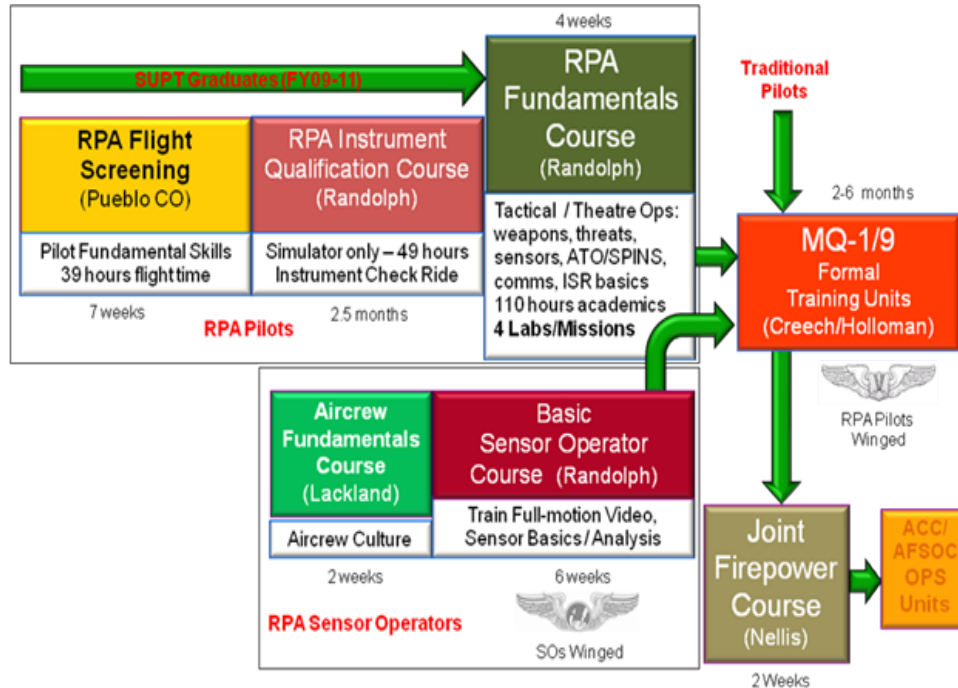 4 weeks
SUPT Graduates (FY09-11)
RPA
Fundamentals
Course
(Randolph)
Traditional
Pilots
RPA Flight
Screening
(Pueblo CO)
RPA Instrument
Qualification Course
(Randolph)
Pilot Fundamental Skills
39 hours flight time
Simulator only – 49 hours
Instrument Check Ride
Tactical / Theatre Ops:
weapons, threats,
sensors, ATO/SPINS,
comms, ISR basics
110 hours academics
4 Labs/Missions
7 weeks
RPA Pilots
2.5 months
2-6 months
MQ-1/9
Formal
Training Units
(Creech/Holloman)
RPA Pilots
Winged
Aircrew
Fundamentals
Course
(Lackland)
Basic
Sensor Operator
Course (Randolph)
Aircrew Culture
Train Full-motion Video,
Sensor Basics / Analysis
2 weeks
6 weeks
RPA Sensor Operators
SOs Winged
Joint
Firepower
Course
(Nellis)
2 Weeks
ACC/
AFSOC
OPS
Units